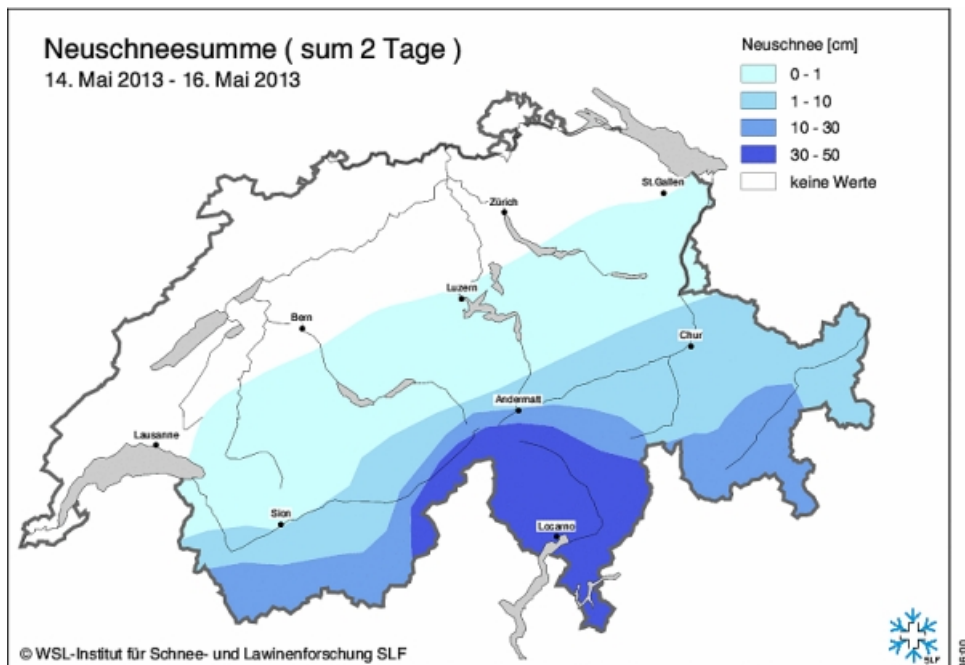 Neuschneesumme ( sum 2 Tage )
14. Mai 2013 - 16. Mai 2013
Neuschnee [cm]
0 - 1
1 - 10
10 - 30
30 - 50
keine Werte
St.Gallen
Zürich
Luzern
Bern
Chur
Andermatt
Lausanne
Sion
Locarno
© WSL-Institut für Schnee- und Lawinenforschung SLF
SLF